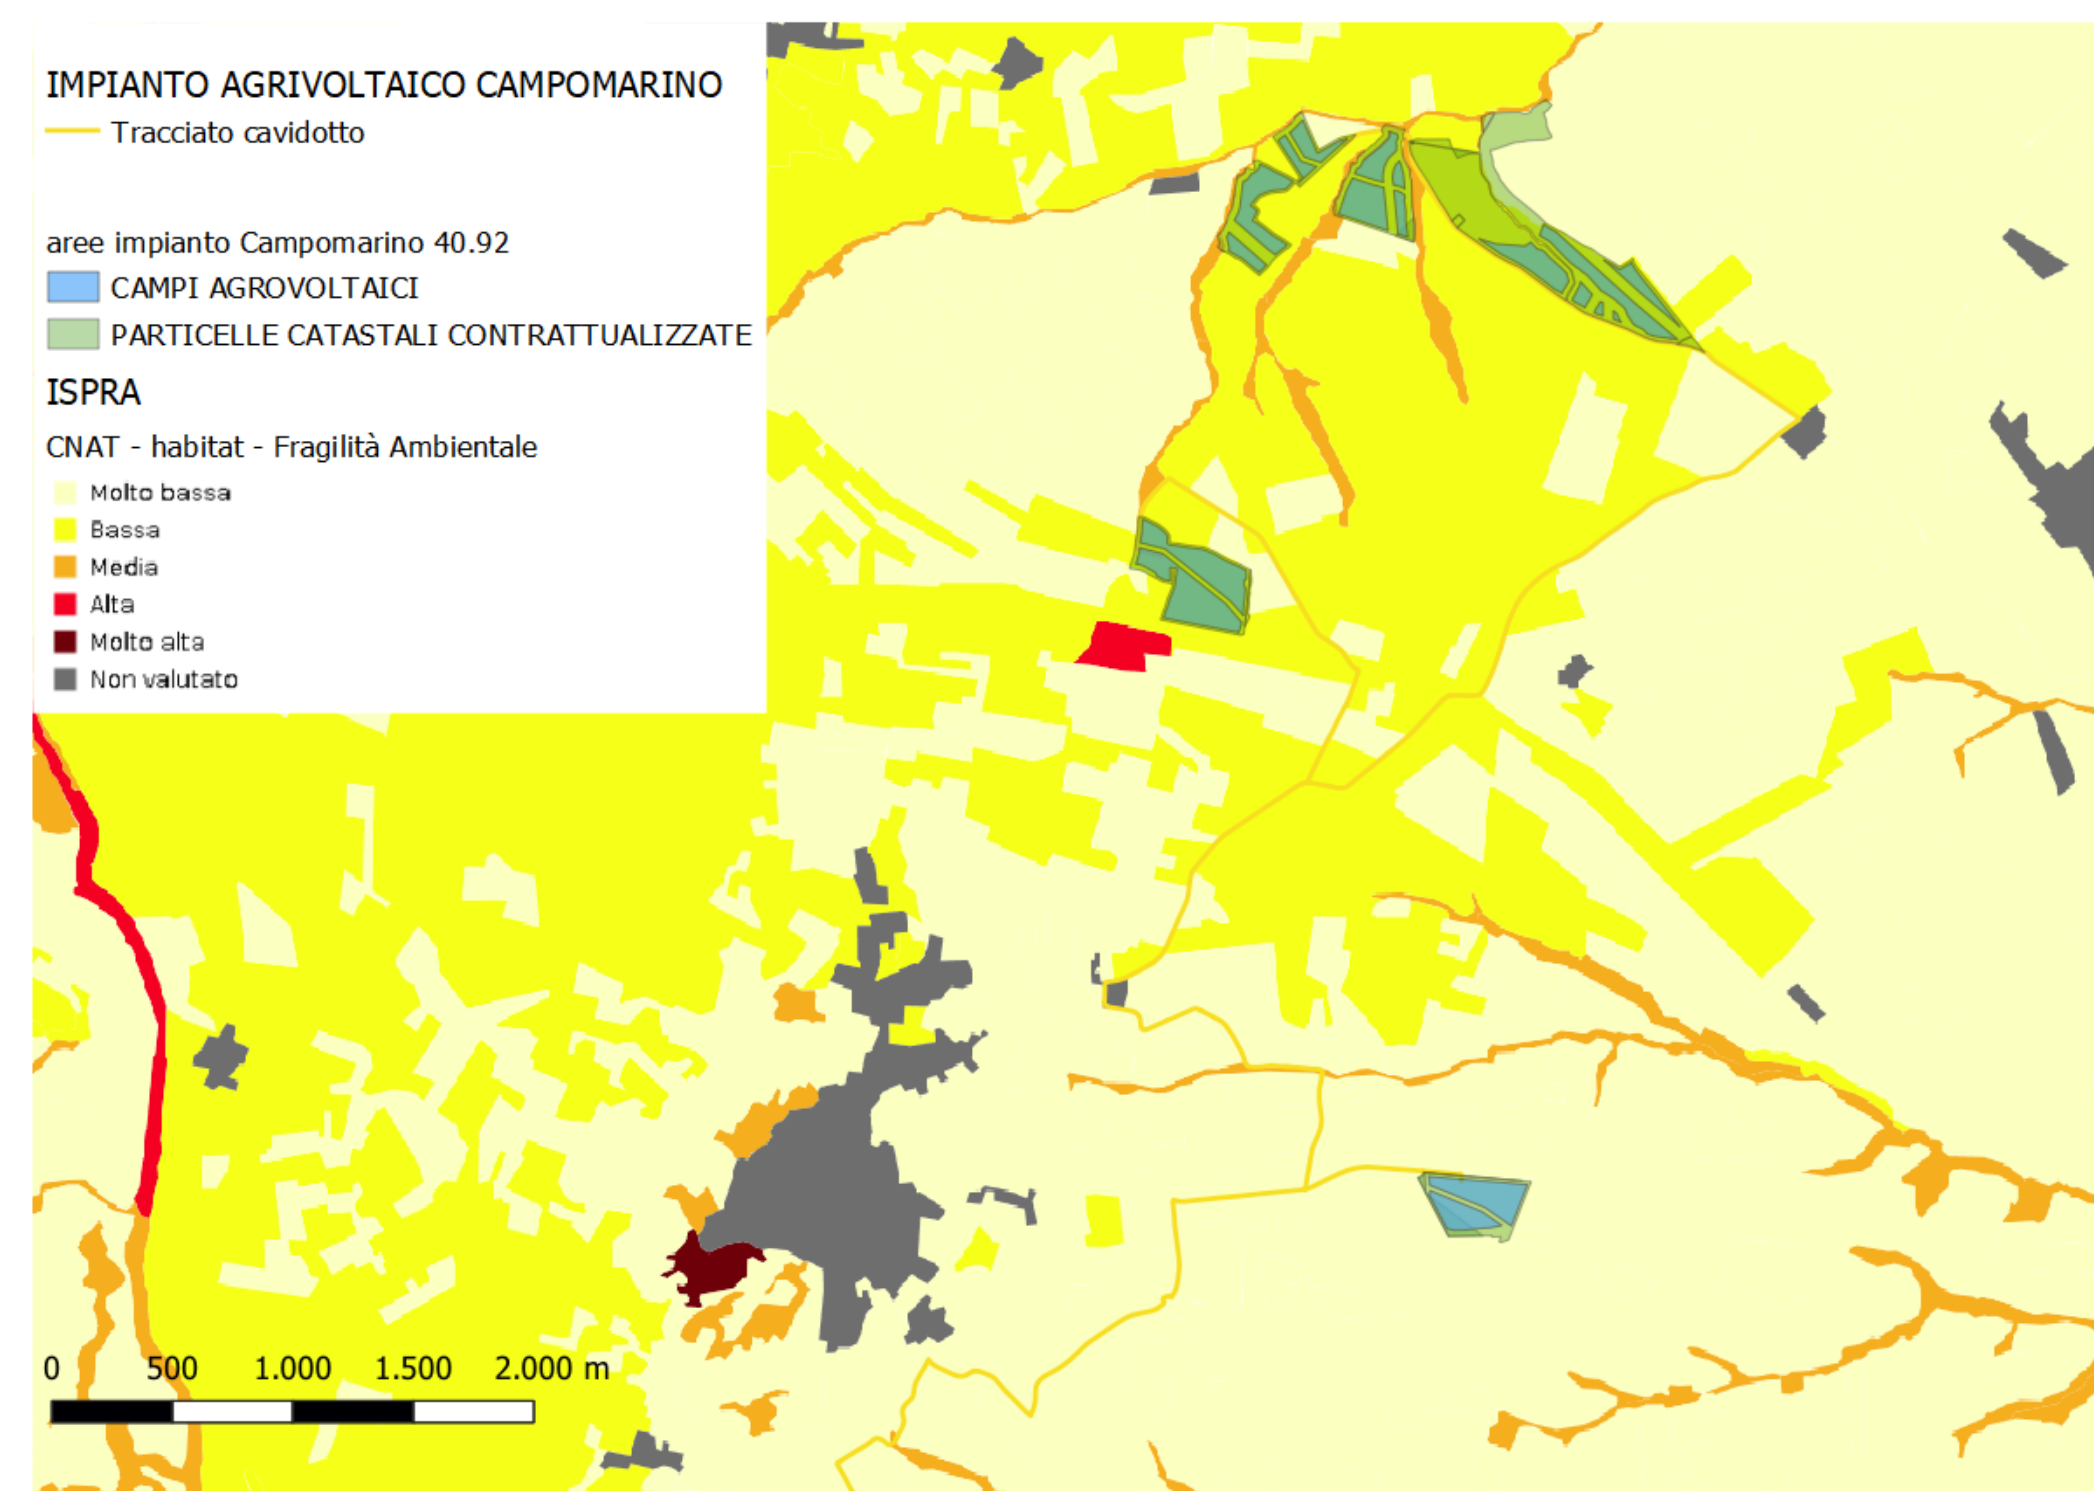 IMPIANTO AGRIVOLTAICO CAMPOMARINO
Tracciato cavidotto
aree impianto Campomarino 40.92
CAMPI AGROVOLTAICI
PARTICELLE CATASTALI CONTRATTUALIZZATE
ISPRA
CNAT - habitat - Fragilità Ambientale
Molto bassa
Bassa
Media
Alta
Molto alta
Non valutato
0 500 1.000 1.500 2.000 m